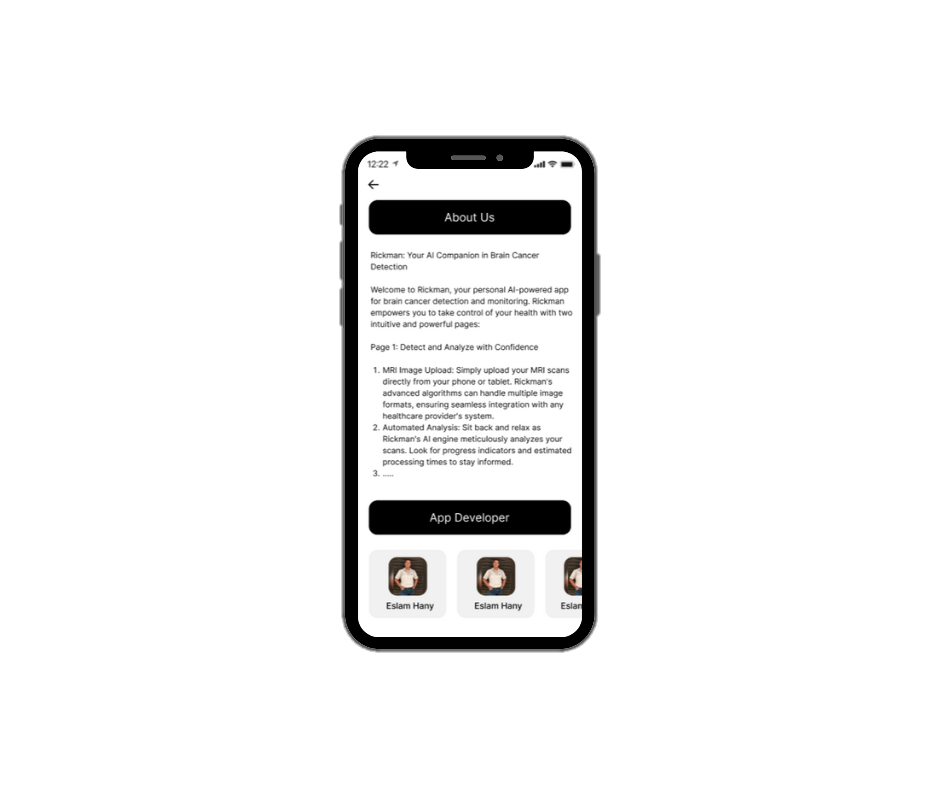 12:22
About Us
Rickman: Your AI Companion in Brain Cancer
Detection
Welcome to Rickman, your personal AI-powered app
for brain cancer detection and monitoring. Rickman
empowers you to take control of your health with two
intuitive and powerful pages:
Page 1: Detect and Analyze with Confidence
1. MRI Image Upload: Simply upload your MRI scans
directly from your phone or tablet. Rickman's
advanced algorithms can handle multiple image
formats, ensuring seamless integration with any
healthcare provider's system.
2. Automated Analysis: Sit back and relax as
Rickman's AI engine meticulously analyzes your
scans. Look for progress indicators and estimated
processing times to stay informed.
3. .....
App Developer
Eslam Hany
Eslam Hany
Eslam